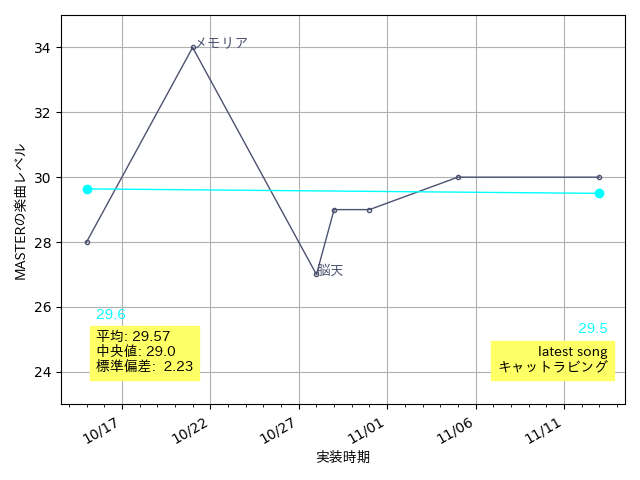 34
メモリア
32
30
28
脳天
26
24
MASTERの楽曲レベル
29.6
平均: 29.57
中央値: 29.0
標準偏差: 2.23
29.5
latest song
キャットラビング
10/17
10/22
10/27
11/01
11/06
11/11
実装時期